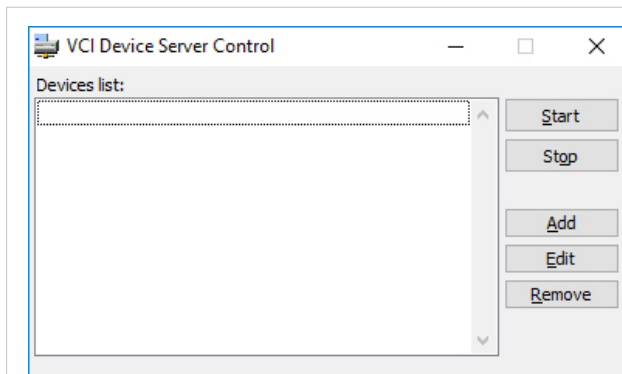 VCI Device Server Control
Devices list:
Start
Stop
Add
Edit
Remove